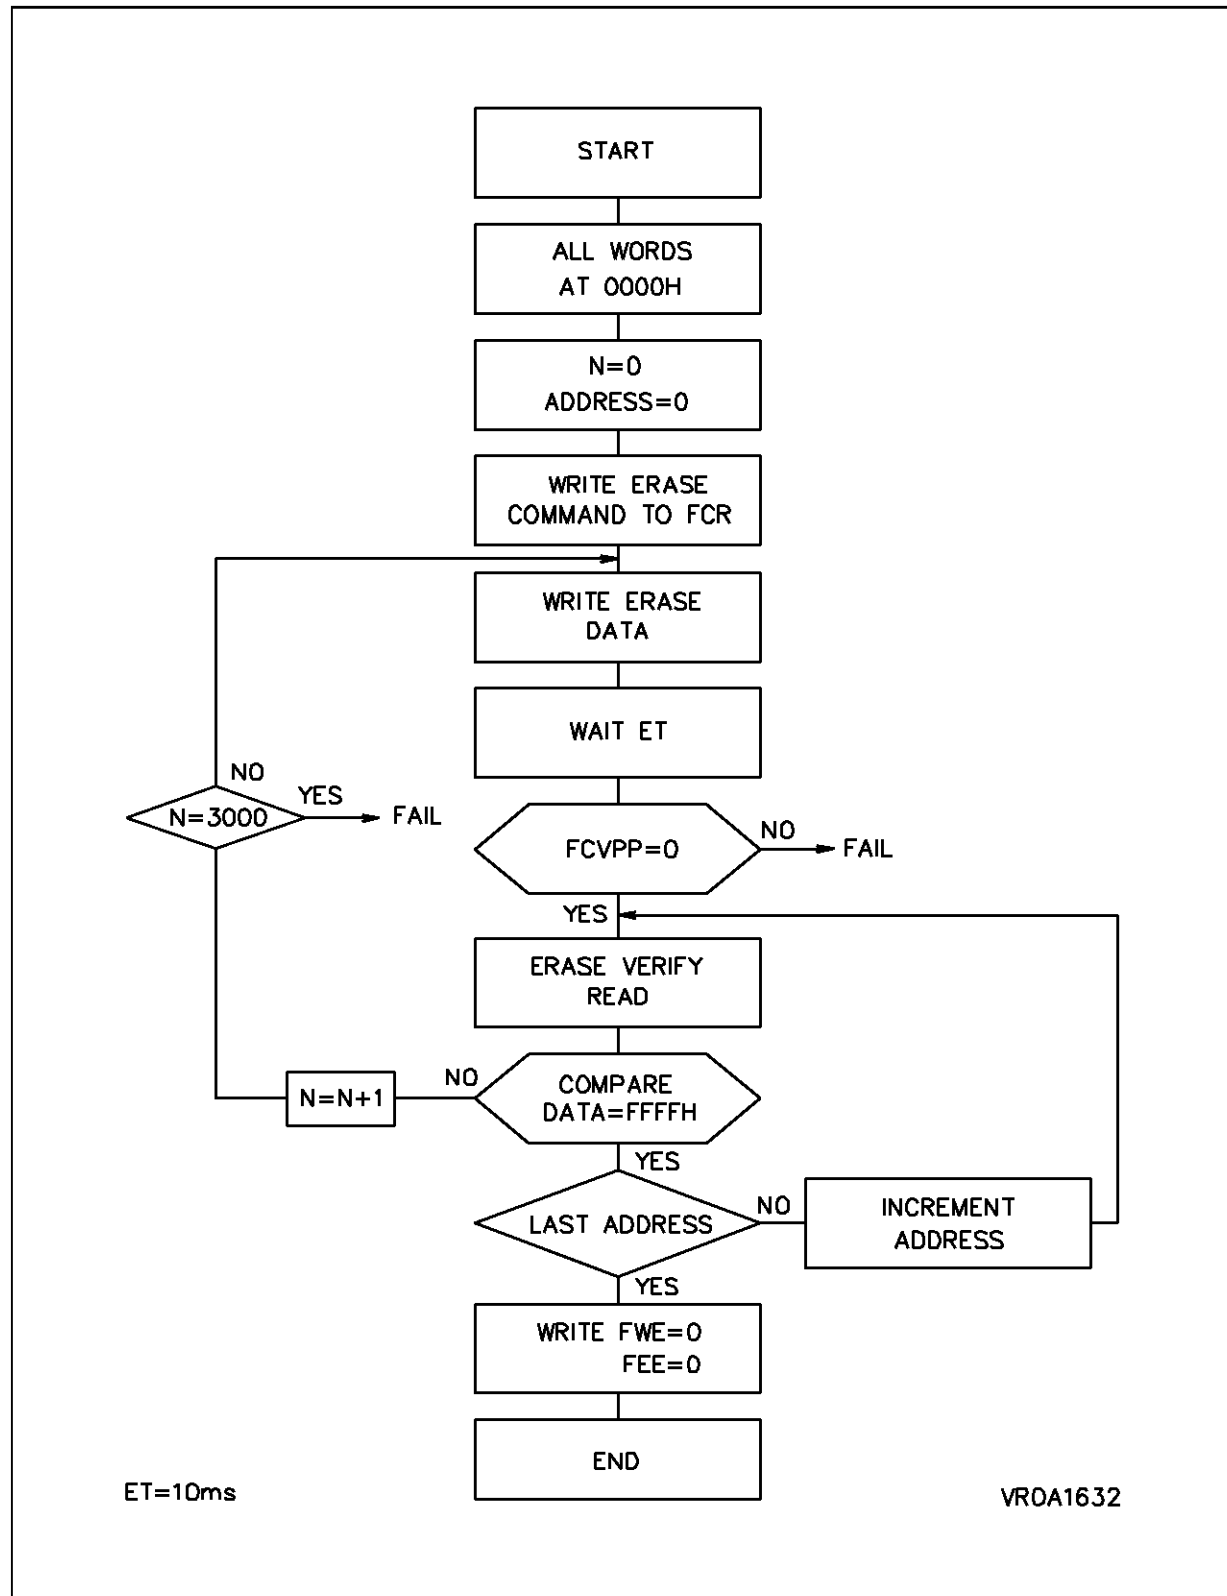 START
ALL WORDS
AT 0000H
N=0
ADDRESS=0
WRITE ERASE
COMMAND TO FCR
WRITE ERASE
DATA
WAIT ET
NO
N=3000
YES
FAIL
FCVPP=0
NO
FAIL
YES
ERASE VERIFY
READ
N=N+1
NO
COMPARE
DATA=FFFFH
YES
LAST ADDRESS
NO
INCREMENT
ADDRESS
YES
WRITE FWE=0
FEE=0
END
ET=10ms
VR0A1632